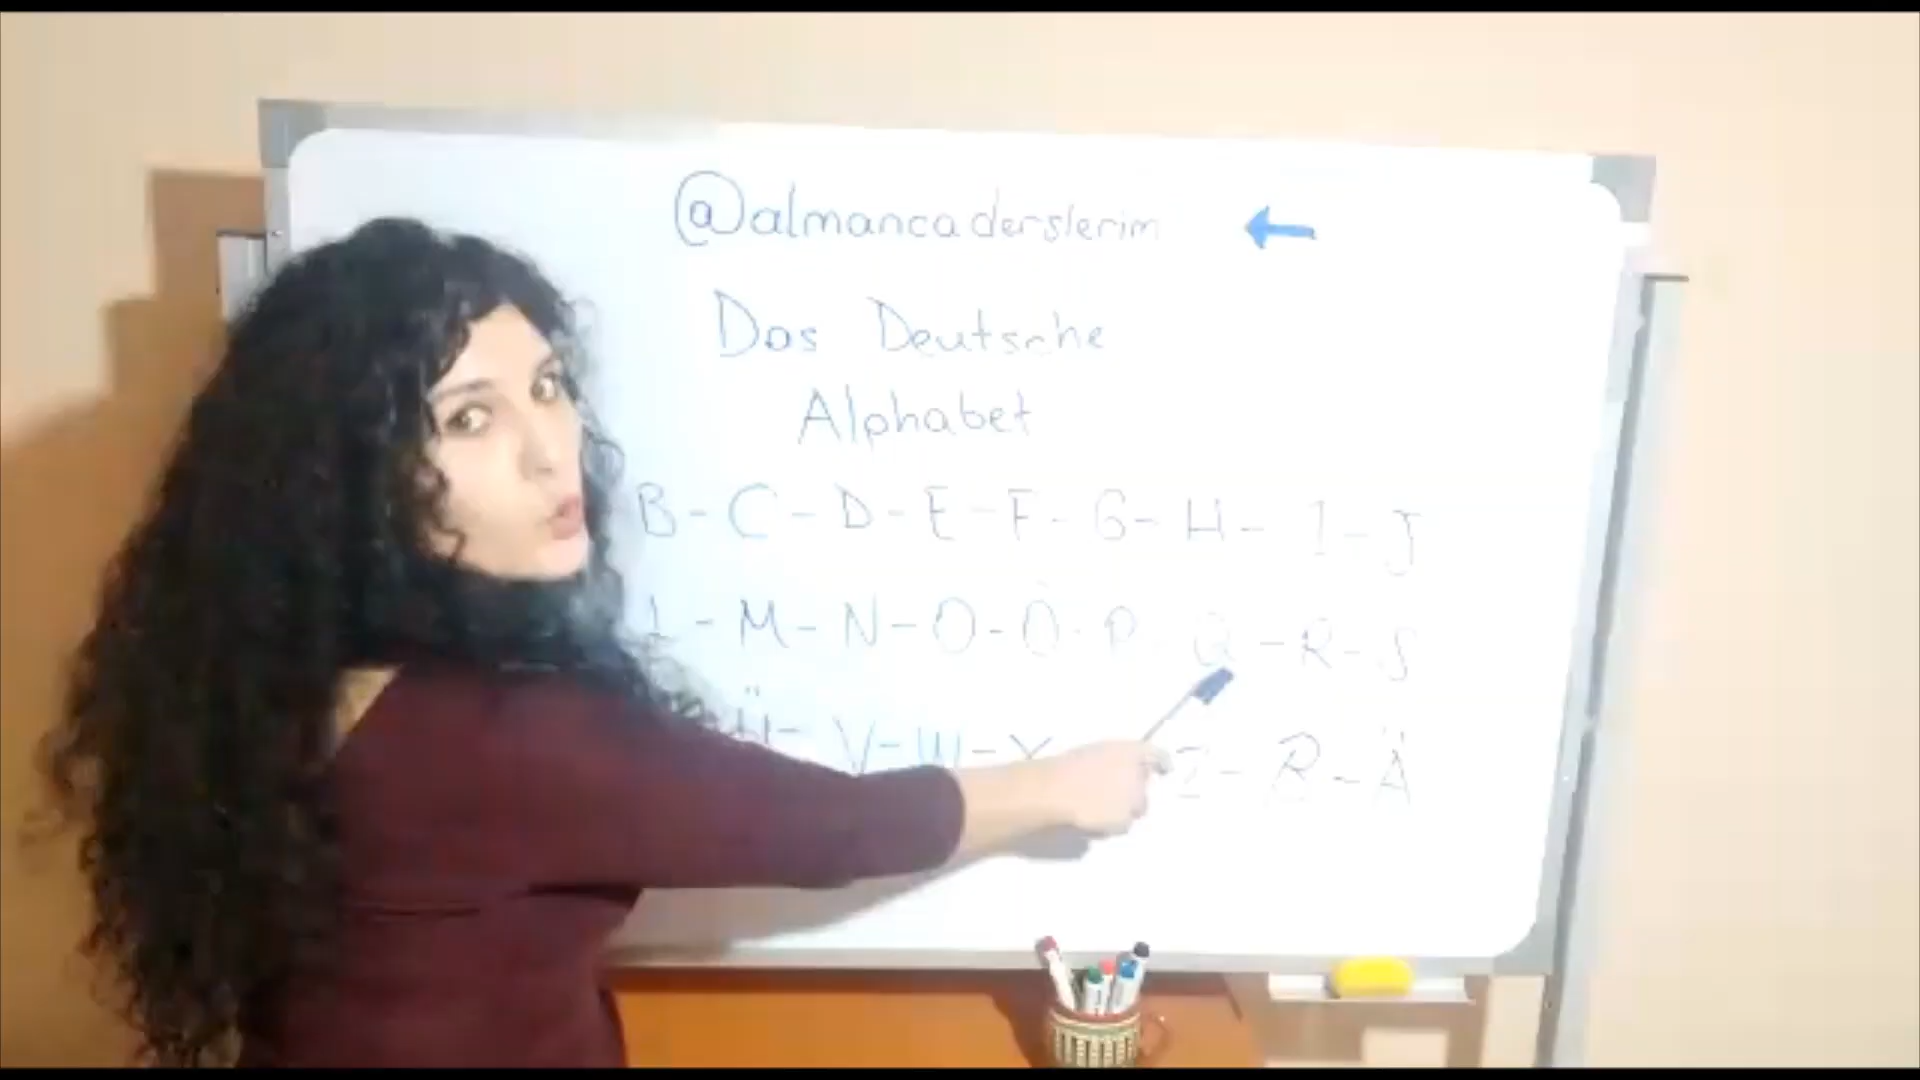 @almancaderslerim
Das Deutsche
Alphabet
B - C - D - E - F - G - H - I - J
L - M - N - O - Ö - P - Q - R - S
Ü - V - W - X Z - ß - Ä